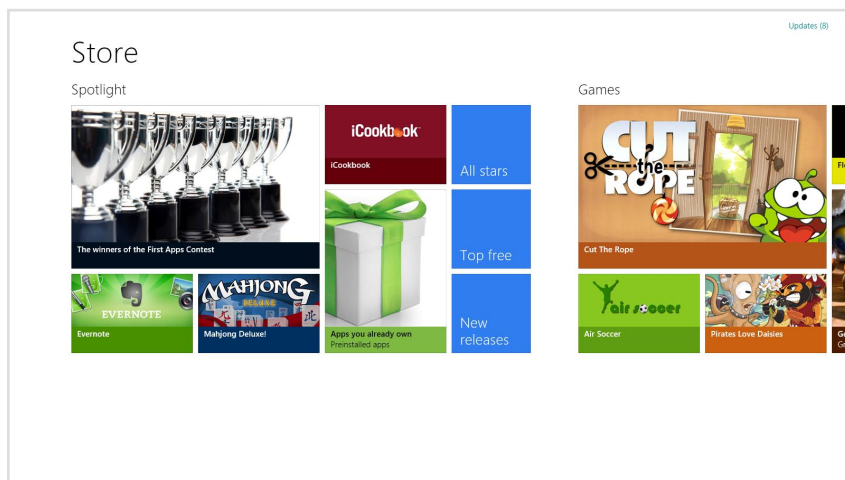 Updates (8)
Store
Spotlight
Games
iCookbook
iCookbook
All stars
CUT
the
ROPE
The winners of the First Apps Contest
Top free
Cut The Rope
EVERNOTE
Evernote
MAHJONG
DELUXE
Mahjong Deluxe!
Apps you already own
Preinstalled apps
New
releases
air soccer
Air Soccer
Pirates Love Daisies